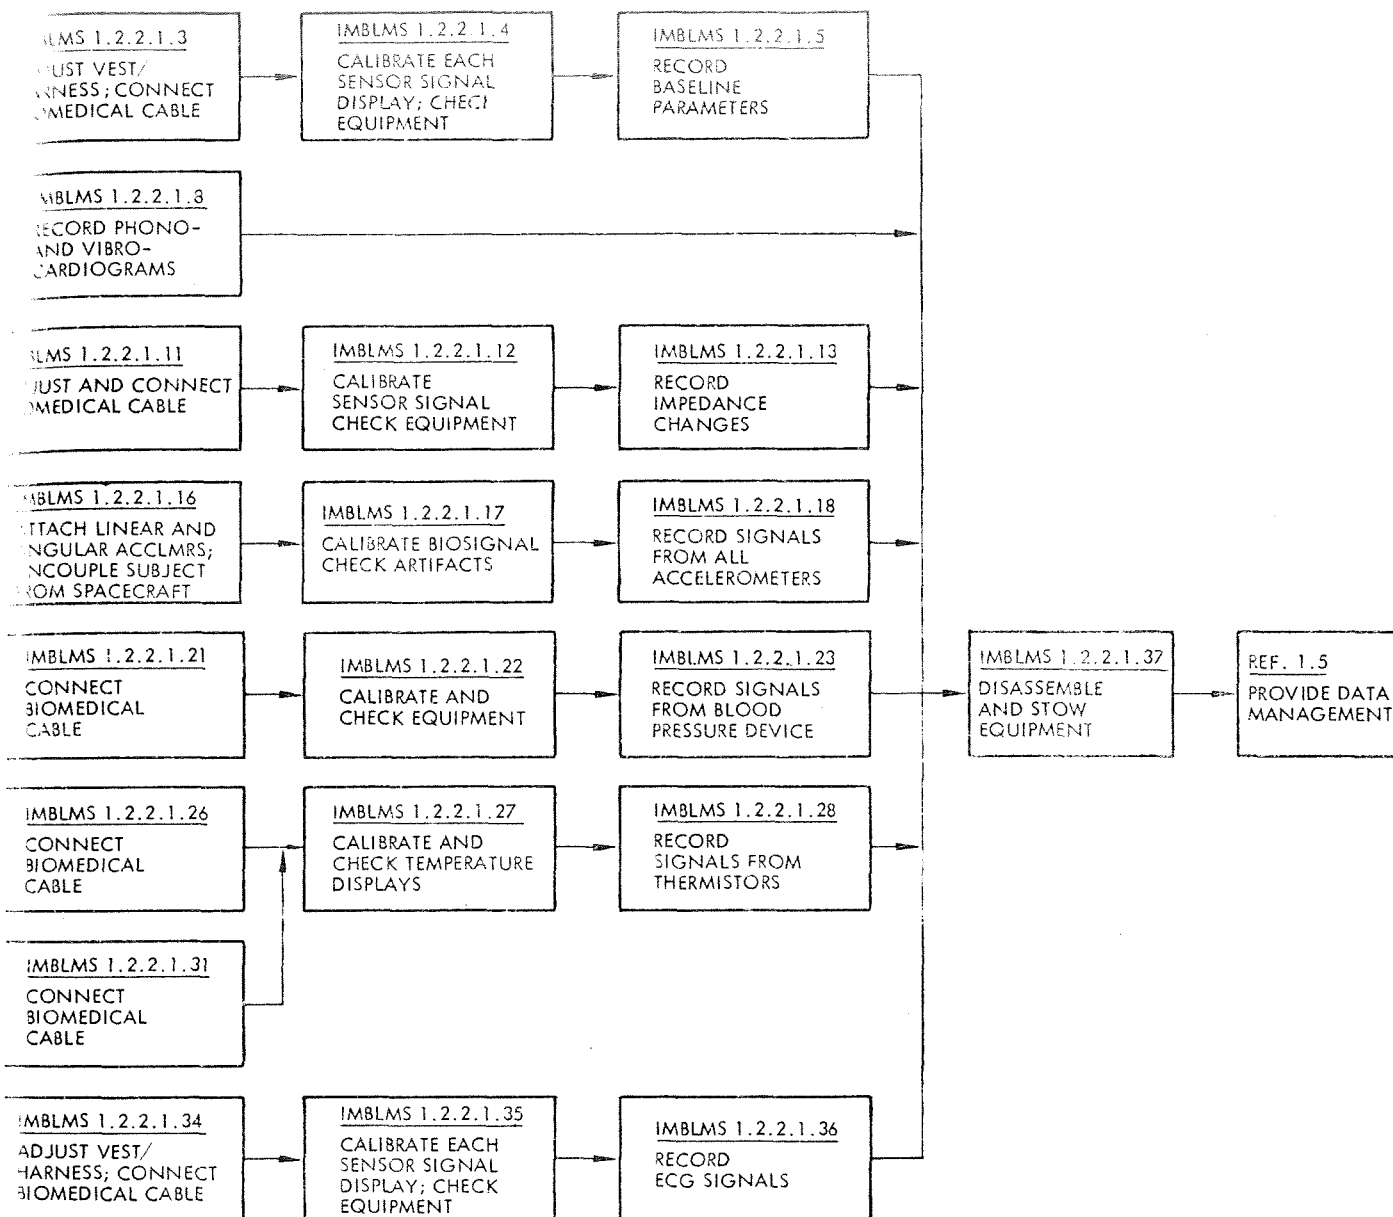 1.2.2.1.3
VEST/
CONNECT
CABLE
IMBLMS 1.2.2.1.4
CALIBRATE EACH
SENSOR SIGNAL
DISPLAY; CHECK
EQUIPMENT
IMBLMS 1.2.2.1.5
RECORD
BASELINE
PARAMETERS
1.2.2.1.8
PHONO-
AND VIBRO-
CARDIOGRAMS
1.2.2.1.11
AND CONNECT
CABLE
IMBLMS 1.2.2.1.12
CALIBRATE
SENSOR SIGNAL
CHECK EQUIPMENT
IMBLMS 1.2.2.1.13
RECORD
IMPEDANCE
CHANGES
1.2.2.1.16
LINEAR AND
ACCLMRS;
SUBJECT
SPACECRAFT
IMBLMS 1.2.2.1.17
CALIBRATE BIOSIGNAL
CHECK ARTIFACTS
IMBLMS 1.2.2.1.18
RECORD SIGNALS
FROM ALL
ACCELEROMETERS
IMBLMS 1.2.2.1.21
CONNECT
BIOMEDICAL
CABLE
IMBLMS 1.2.2.1.22
CALIBRATE AND
CHECK EQUIPMENT
IMBLMS 1.2.2.1.23
RECORD SIGNALS
FROM BLOOD
PRESSURE DEVICE
IMBLMS 1.2.2.1.37
DISASSEMBLE
AND STOW
EQUIPMENT
REF. 1.5
PROVIDE DATA
MANAGEMENT
IMBLMS 1.2.2.1.26
CONNECT
BIOMEDICAL
CABLE
IMBLMS 1.2.2.1.27
CALIBRATE AND
CHECK TEMPERATURE
DISPLAYS
IMBLMS 1.2.2.1.28
RECORD
SIGNALS FROM
THERMISTORS
IMBLMS 1.2.2.1.31
CONNECT
BIOMEDICAL
CABLE
IMBLMS 1.2.2.1.34
ADJUST VEST/
HARNESS; CONNECT
BIOMEDICAL CABLE
IMBLMS 1.2.2.1.35
CALIBRATE EACH
SENSOR SIGNAL
DISPLAY; CHECK
EQUIPMENT
IMBLMS 1.2.2.1.36
RECORD
ECG SIGNALS